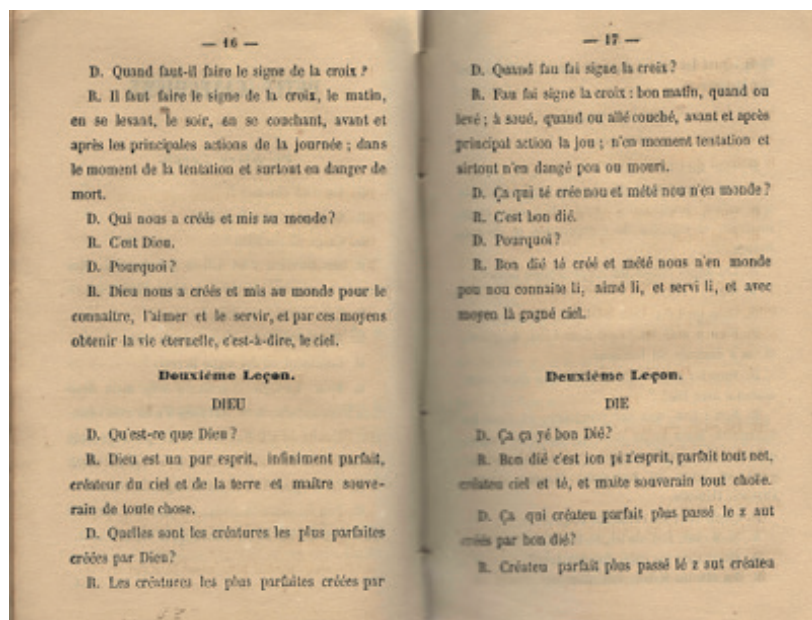 — 16 —
D. Quand faut-il faire le signe de la croix ?
R. Il faut faire le signe de la croix, le matin,
en se levant, le soir, en se couchant, avant et
après les principales actions de la journée ; dans
le moment de la tentation et surtout en danger de
mort.
D. Qui nous a créés et mis au monde ?
R. C'est Dieu.
D. Pourquoi ?
R. Dieu nous a créés et mis au monde pour le
connaître, l'aimer et le servir, et par ces moyens
obtenir la vie éternelle, c'est-à-dire, le ciel.
Deuxième Leçon.
DIEU
D. Qu'est-ce que Dieu ?
R. Dieu est un pur esprit, infiniment parfait,
créateur du ciel et de la terre et maître souve-
rain de toute chose.
D. Quelles sont les créatures les plus parfaites
créées par Dieu ?
R. Les créatures les plus parfaites créées par
— 17 —
D. Quand fau fai signe la croix ?
R. Fau fai signe la croix : bon matin, quand ou
levé ; à soué, quand ou allé couché, avant et après
principal action la jou ; n'en moment tentation et
sirtout n'en dangé pou ou mouri.
D. Ça qui té crée nou et mété nou n'en monde ?
R. C'est bon dié.
D. Pourquoi ?
R. Bon dié té créé et mété nous n'en monde
pou nou connaite li, aimé li, et servi li, et avec
moyen là gagné ciel.
Deuxième Leçon.
DIE
D. Ça ça yé bon Dié ?
R. Bon dié c'est ion pi z'esprit, parfait tout net,
créateu ciel et té, et maite souverain tout choïe.
D. Ça qui créateu parfait plus passé le z aut
créés par bon dié ?
R. Créateu parfait plus passé lé z aut créatea